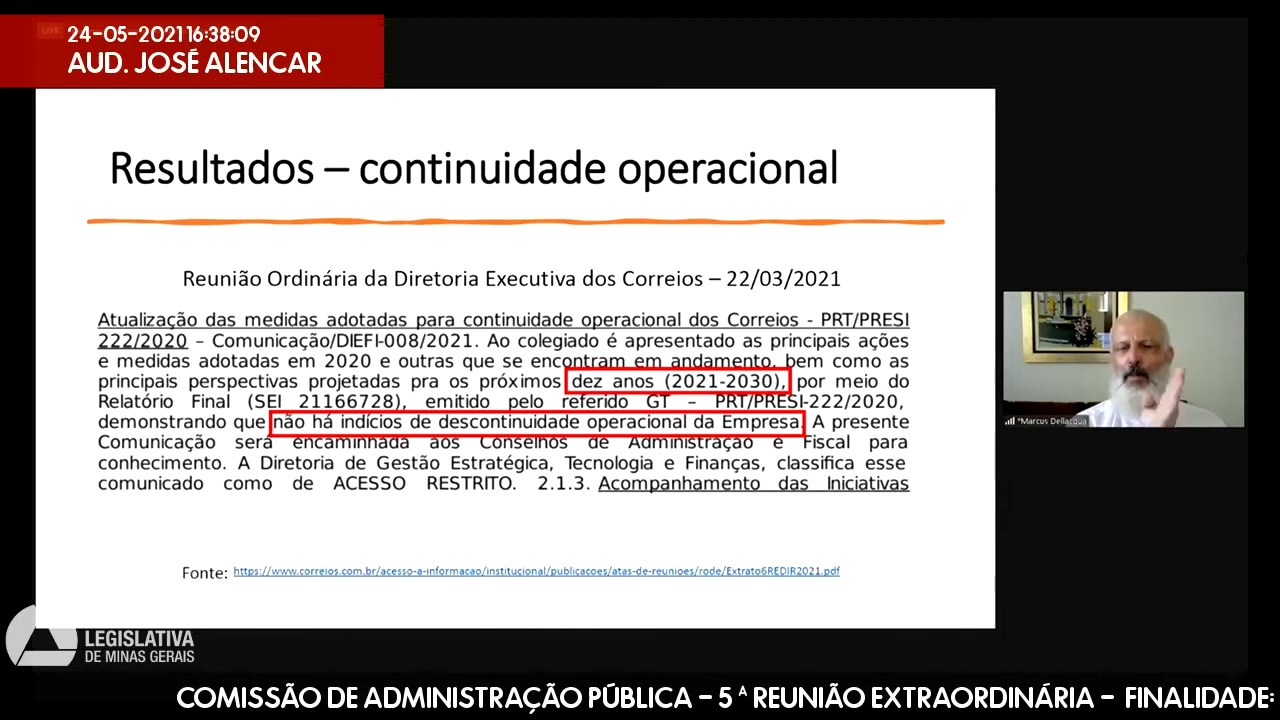 LIVE
24-05-2021 16:38:09
AUD. JOSÉ ALENCAR
Resultados – continuidade operacional
Reunião Ordinária da Diretoria Executiva dos Correios – 22/03/2021
Atualização das medidas adotadas para continuidade operacional dos Correios - PRT/PRESI
222/2020 – Comunicação/DIEFI-008/2021. Ao colegiado é apresentado as principais ações
e medidas adotadas em 2020 e outras que se encontram em andamento, bem como as
principais perspectivas projetadas pra os próximos dez anos (2021-2030), por meio do
Relatório Final (SEI 21166728), emitido pelo referido GT – PRT/PRESI-222/2020,
demonstrando que não há indícios de descontinuidade operacional da Empresa. A presente
Comunicação será encaminhada aos Conselhos de Administração e Fiscal para
conhecimento. A Diretoria de Gestão Estratégica, Tecnologia e Finanças, classifica esse
comunicado como de ACESSO RESTRITO. 2.1.3. Acompanhamento das Iniciativas
Fonte: https://www.correios.com.br/acesso-a-informacao/institucional/publicacoes/atas-de-reunioes/rode/Extrato6REDIR2021.pdf
*Marcus Dellacqua
LEGISLATIVA
DE MINAS GERAIS
COMISSÃO DE ADMINISTRAÇÃO PÚBLICA – 5ª REUNIÃO EXTRAORDINÁRIA – FINALIDADE: